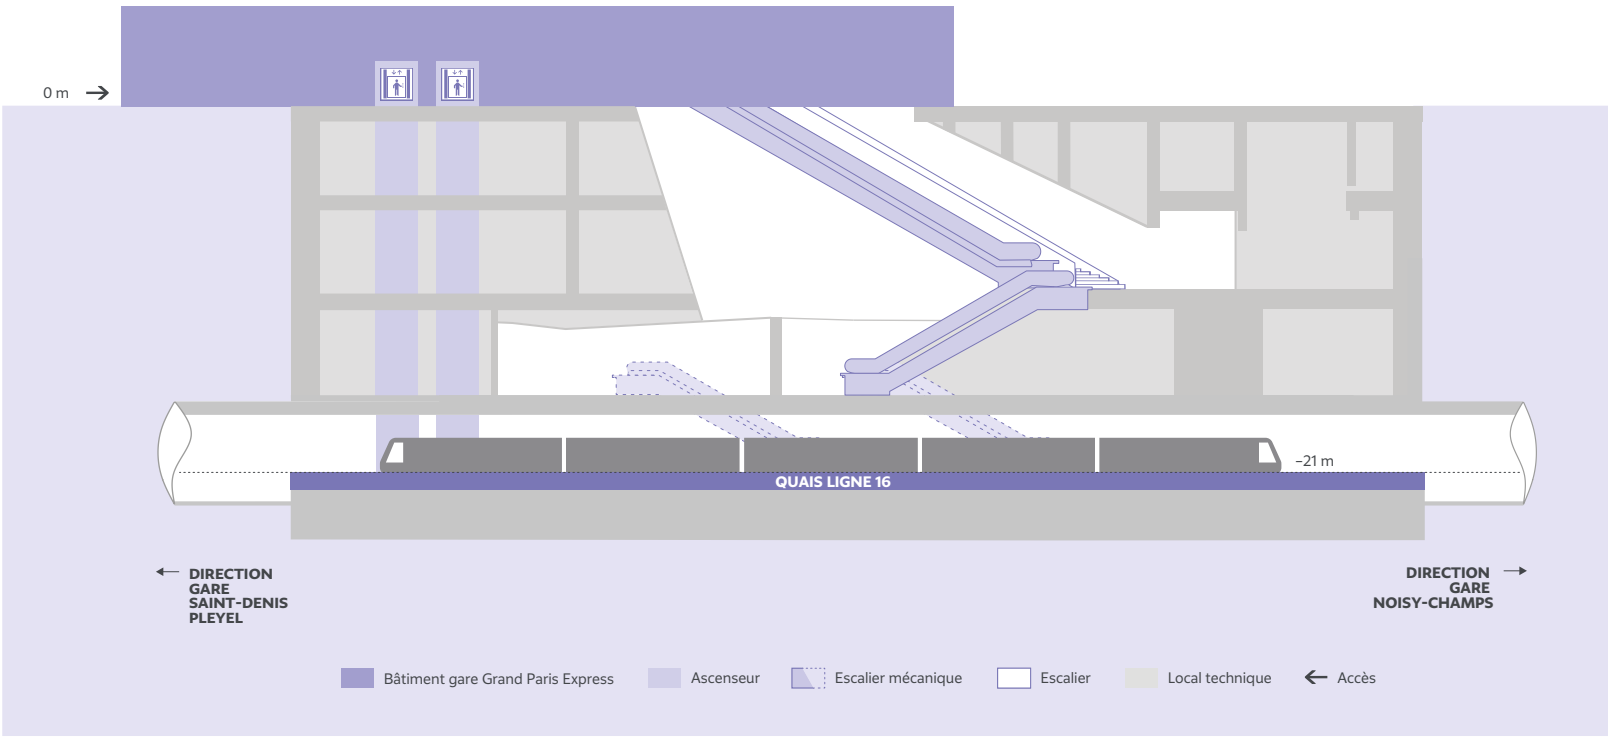 0 m
–21 m
QUAIS LIGNE 16
DIRECTION
GARE
SAINT-DENIS
PLEYEL
DIRECTION
GARE
NOISY-CHAMPS
Bâtiment gare Grand Paris Express
Ascenseur
Escalier mécanique
Escalier
Local technique
Accès